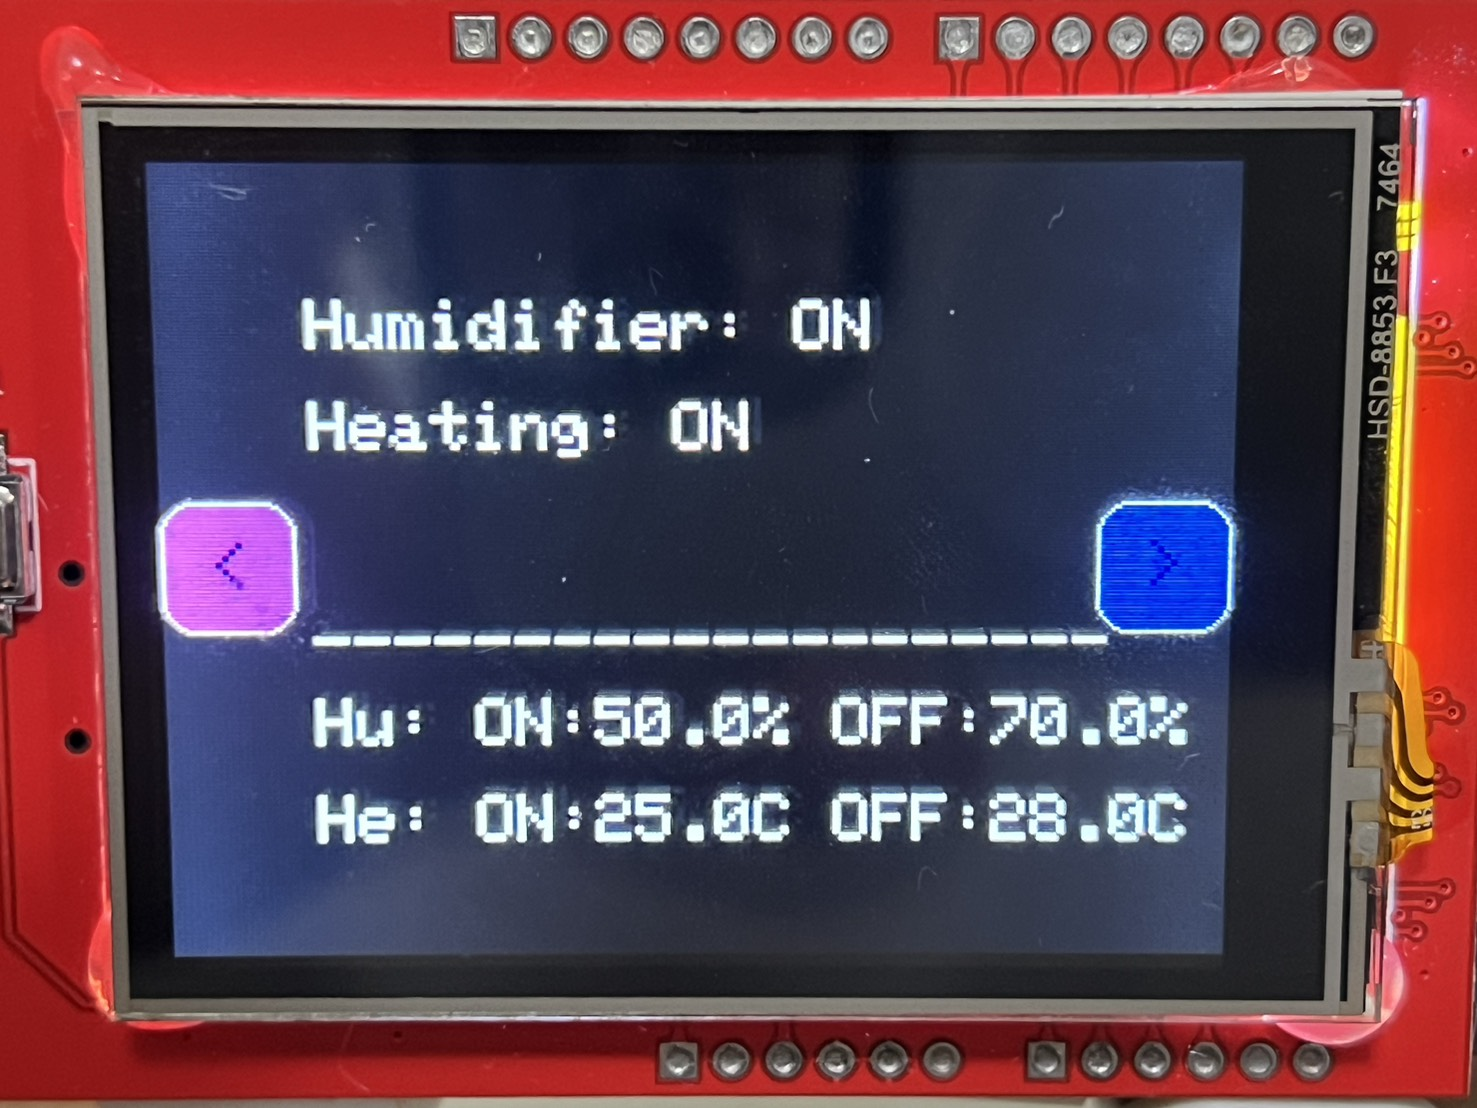 Humidifier: ON
Heating: ON
<
>
--------------------
Hu: ON:50.0% OFF:70.0%
He: ON:25.0C OFF:28.0C
HSD-8853 F3 7464